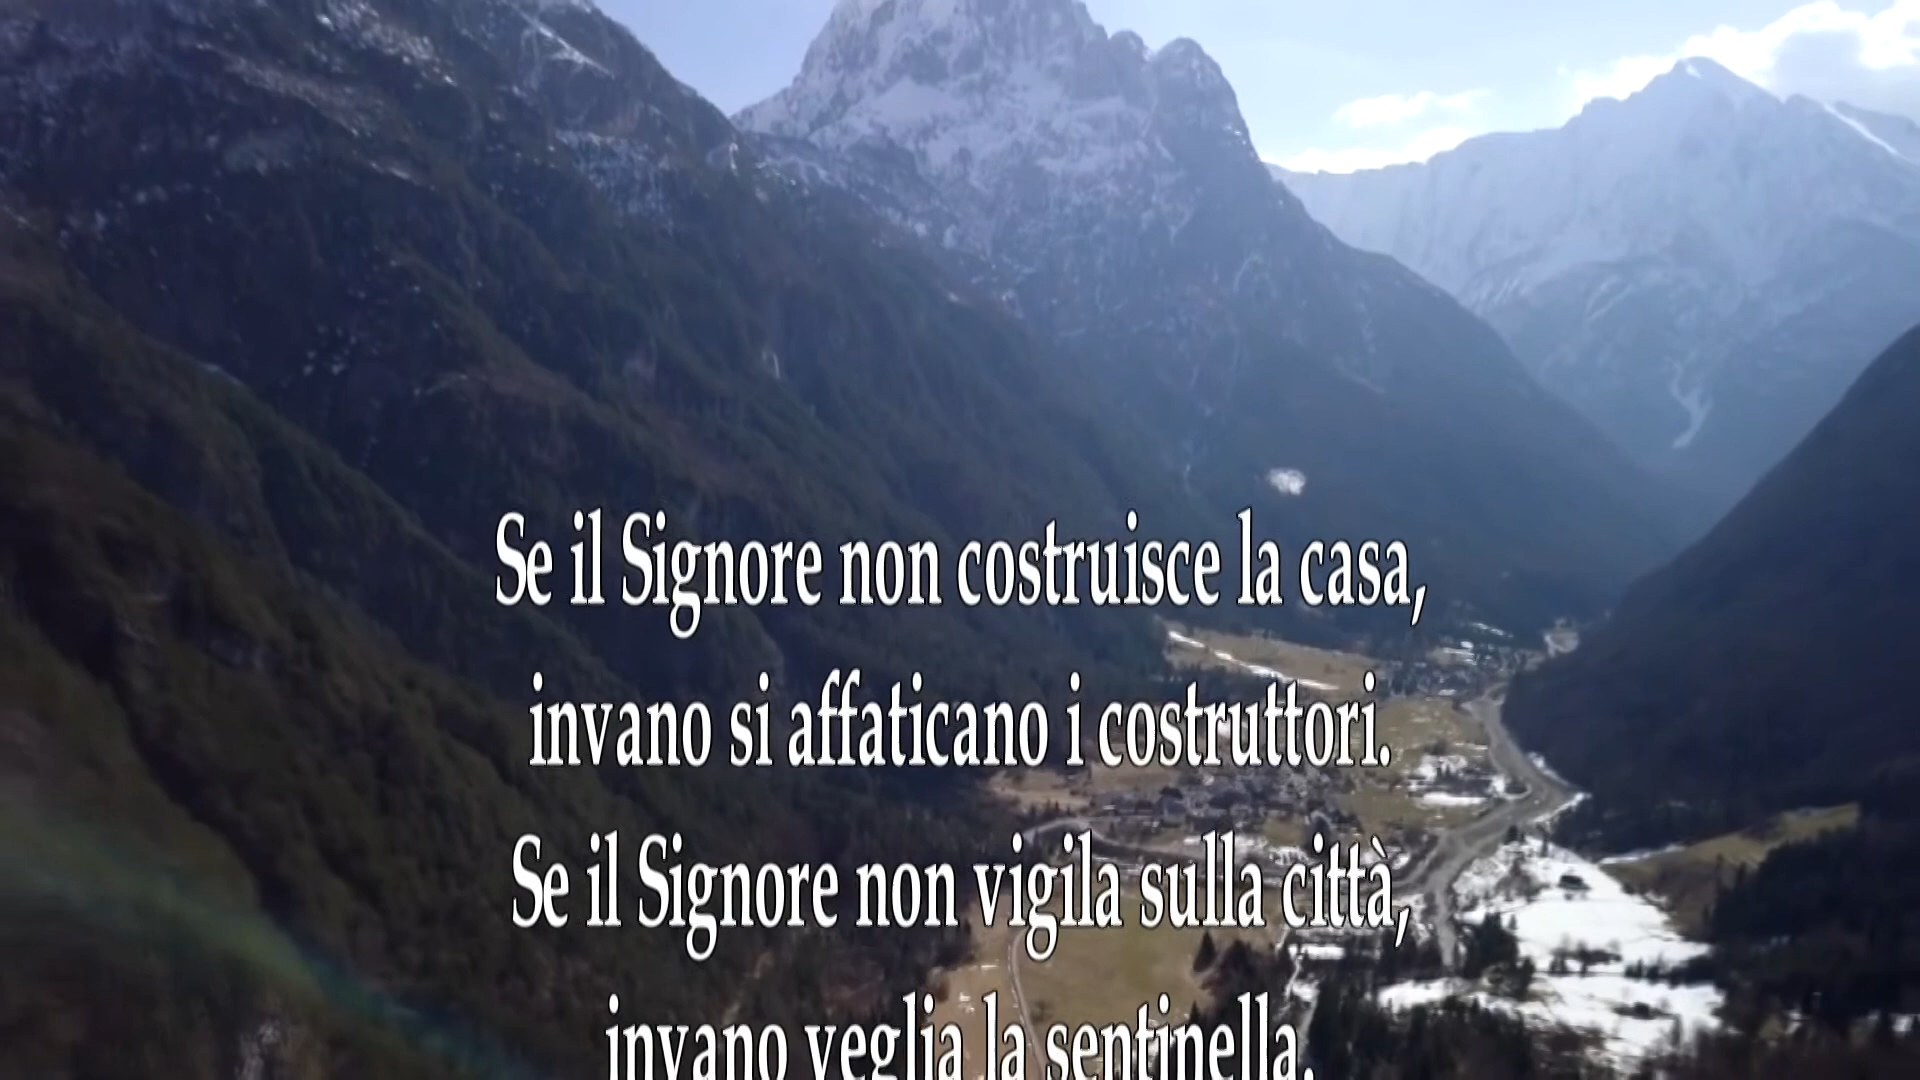 Se il Signore non costruisce la casa,
invano si affaticano i costruttori.
Se il Signore non vigila sulla città,
invano veglia la sentinella.